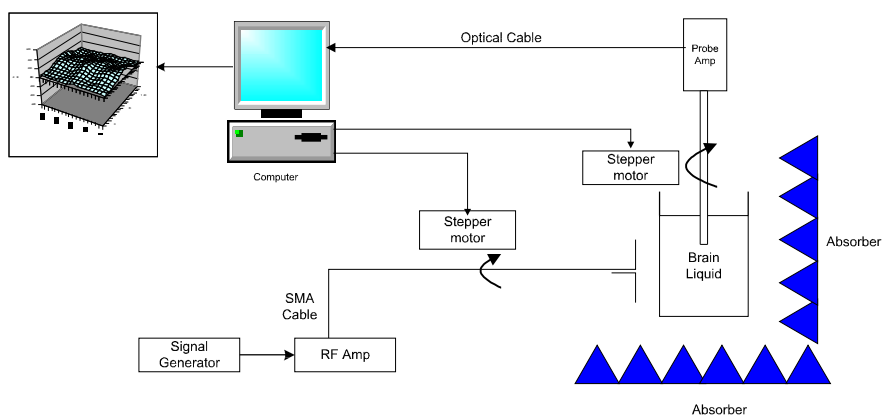 Optical Cable
Probe
Amp
Computer
Stepper
motor
Stepper
motor
Brain
Liquid
Absorber
SMA
Cable
Signal
Generator
RF Amp
Absorber